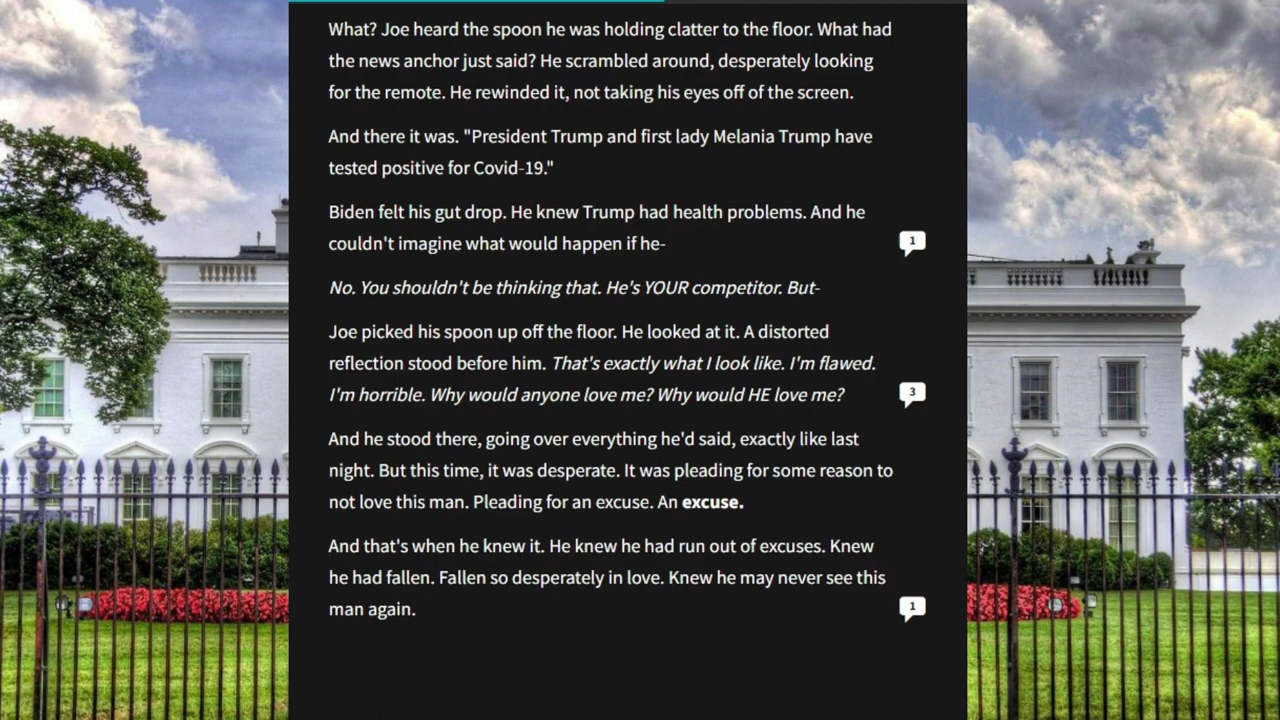 What? Joe heard the spoon he was holding clatter to the floor. What had
the news anchor just said? He scrambled around, desperately looking
for the remote. He rewinded it, not taking his eyes off of the screen.
And there it was. "President Trump and first lady Melania Trump have
tested positive for Covid-19."
Biden felt his gut drop. He knew Trump had health problems. And he
couldn't imagine what would happen if he-
1
No. You shouldn't be thinking that. He's YOUR competitor. But-
Joe picked his spoon up off the floor. He looked at it. A distorted
reflection stood before him. That's exactly what I look like. I'm flawed.
I'm horrible. Why would anyone love me? Why would HE love me?
3
And he stood there, going over everything he'd said, exactly like last
night. But this time, it was desperate. It was pleading for some reason to
not love this man. Pleading for an excuse. An excuse.
And that's when he knew it. He knew he had run out of excuses. Knew
he had fallen. Fallen so desperately in love. Knew he may never see this
man again.
1